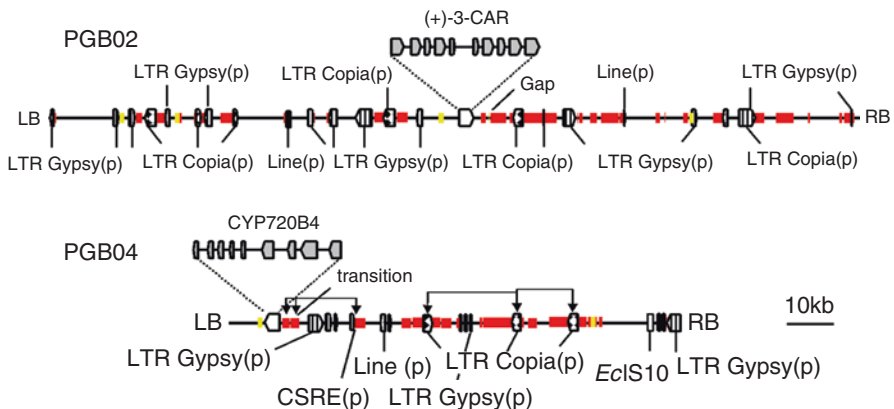 (+)-3-CAR
PGB02
LTR Gypsy(p) LTR Copia(p) Gap Line(p) LTR Gypsy(p)
LB RB
LTR Gypsy(p) LTR Copia(p) Line(p) LTR Gypsy(p) LTR Copia(p) LTR Gypsy(p) LTR Copia(p)
CYP720B4
PGB04
transition
LB RB 10kb
LTR Gypsy(p) Line (p) LTR Copia(p) EclS10 LTR Gypsy(p)
CSRE(p) LTR Gypsy(p)